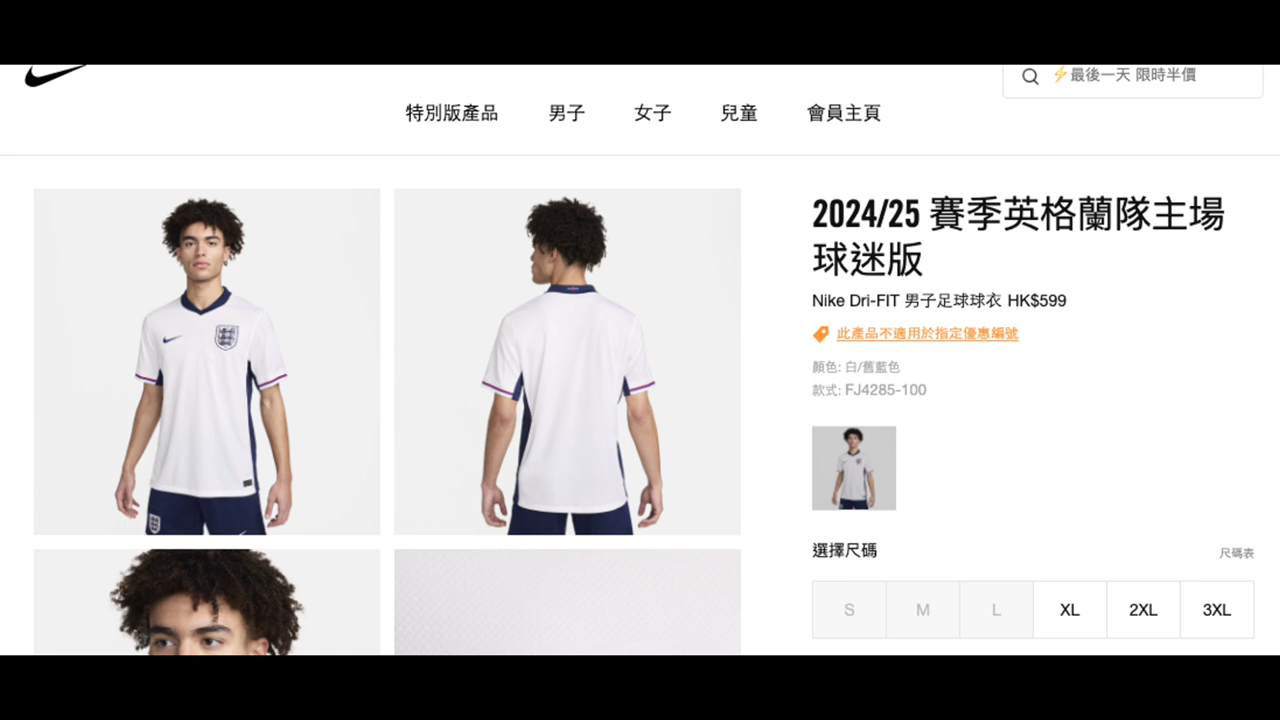 ⚡最後一天 限時半價
特別版產品 男子 女子 兒童 會員主頁
2024/25 賽季英格蘭隊主場
球迷版
Nike Dri-FIT 男子足球球衣 HK$599
此產品不適用於指定優惠編號
顏色: 白/舊藍色
款式: FJ4285-100
選擇尺碼 尺碼表
S M L XL 2XL 3XL